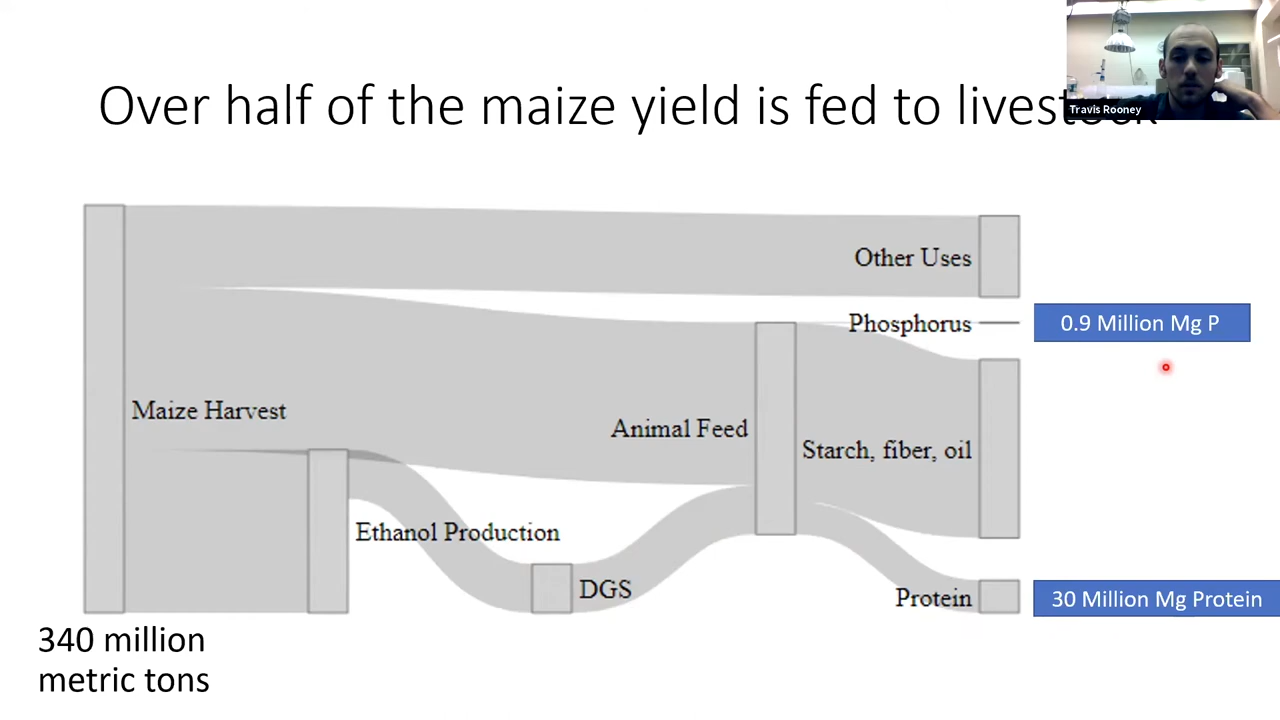 Travis Rooney
Over half of the maize yield is fed to livestock
Other Uses
Phosphorus
0.9 Million Mg P
Maize Harvest
Animal Feed
Starch, fiber, oil
Ethanol Production
DGS
Protein
30 Million Mg Protein
340 million
metric tons